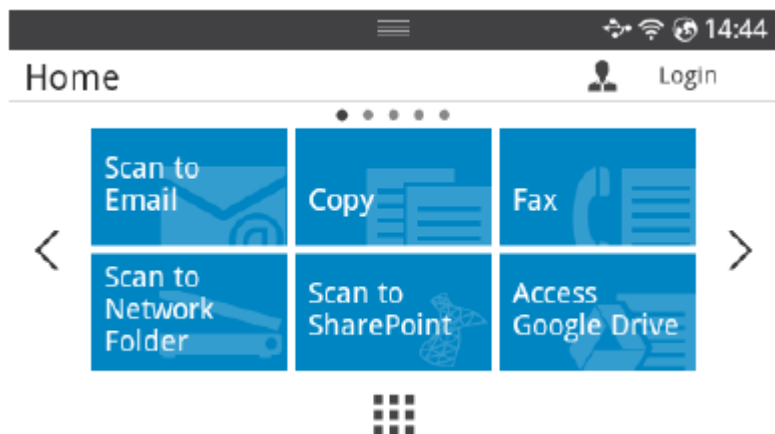 14:44
Home
Login
Scan to
Email
Copy
Fax
Scan to
Network
Folder
Scan to
SharePoint
Access
Google Drive